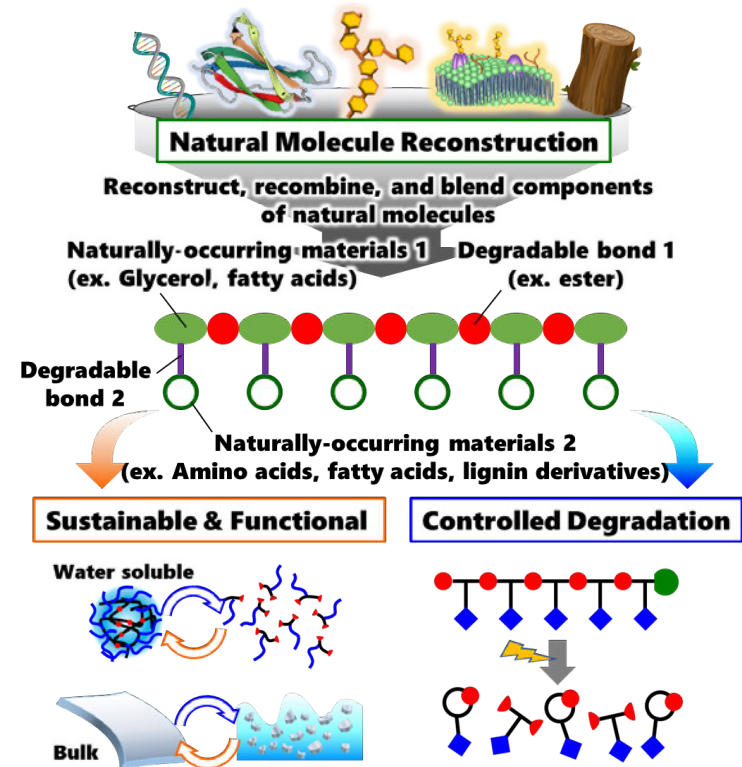 Natural Molecule Reconstruction
Reconstruct, recombine, and blend components
of natural molecules
Naturally-occurring materials 1
(ex. Glycerol, fatty acids)
Degradable bond 1
(ex. ester)
Degradable
bond 2
Naturally-occurring materials 2
(ex. Amino acids, fatty acids, lignin derivatives)
Sustainable & Functional
Controlled Degradation
Water soluble
Bulk